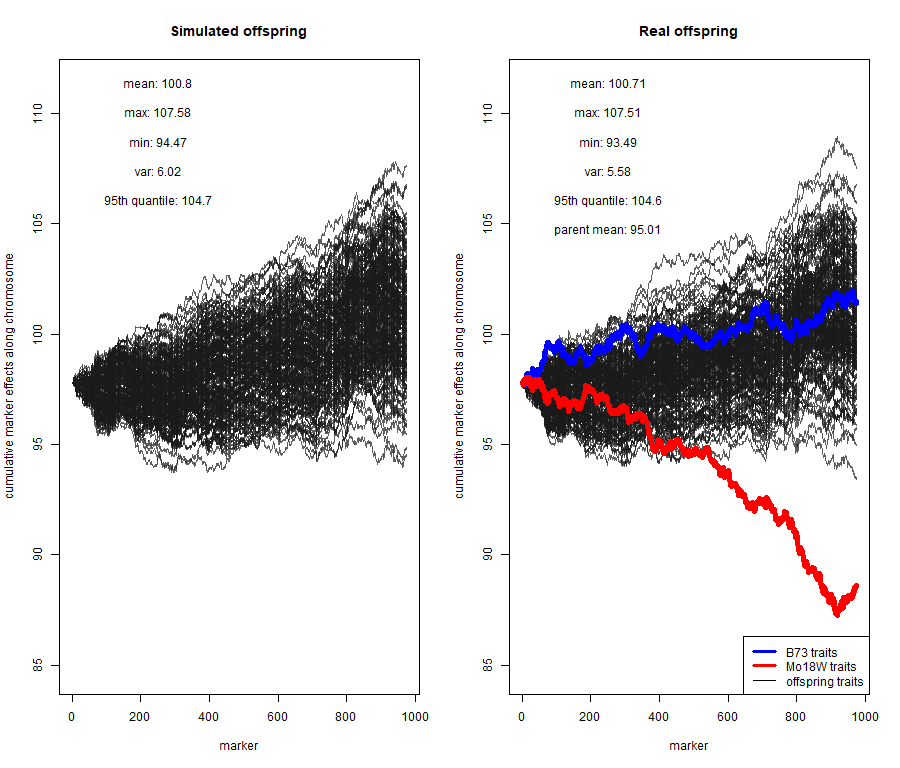 Simulated offspring
cumulative marker effects along chromosome
110
105
100
95
90
85
mean: 100.8
max: 107.58
min: 94.47
var: 6.02
95th quantile: 104.7
0 200 400 600 800 1000
marker
Real offspring
cumulative marker effects along chromosome
110
105
100
95
90
85
mean: 100.71
max: 107.51
min: 93.49
var: 5.58
95th quantile: 104.6
parent mean: 95.01
B73 traits
Mo18W traits
offspring traits
0 200 400 600 800 1000
marker